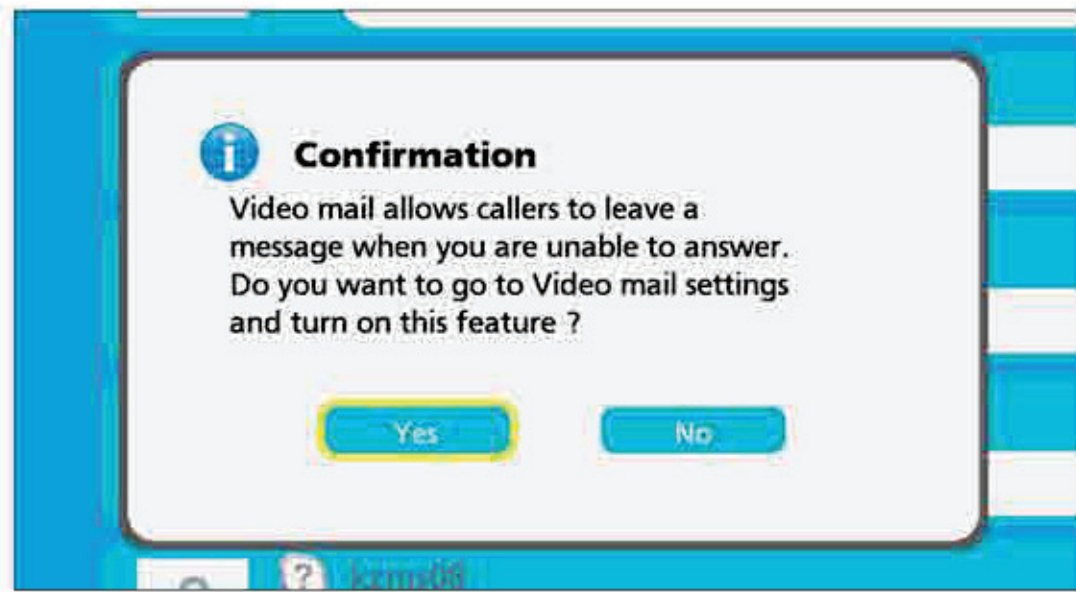 Confirmation
Video mail allows callers to leave a
message when you are unable to answer.
Do you want to go to Video mail settings
and turn on this feature ?
Yes
No
?